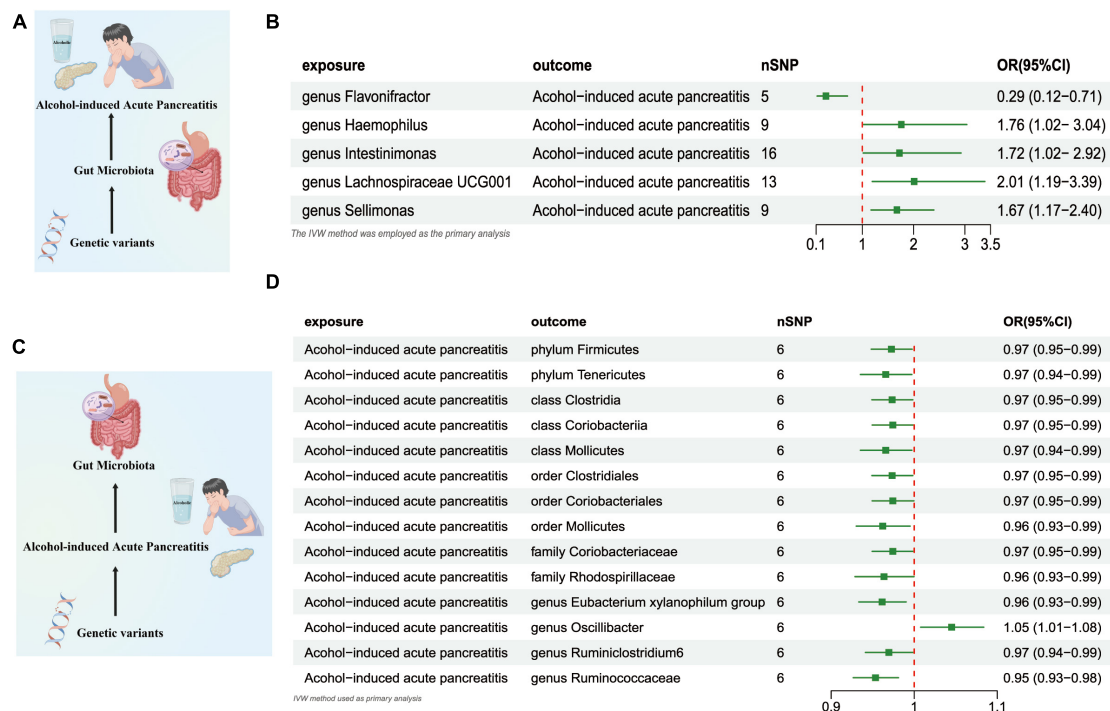 A
Alcoholic
Alcohol-induced Acute Pancreatitis
Gut Microbiota
Genetic variants
B
exposure outcome nSNP OR(95%CI)
genus Flavonifractor Acohol−induced acute pancreatitis 5 0.29 (0.12−0.71)
genus Haemophilus Acohol−induced acute pancreatitis 9 1.76 (1.02− 3.04)
genus Intestinimonas Acohol−induced acute pancreatitis 16 1.72 (1.02− 2.92)
genus Lachnospiraceae UCG001 Acohol−induced acute pancreatitis 13 2.01 (1.19−3.39)
genus Sellimonas Acohol−induced acute pancreatitis 9 1.67 (1.17−2.40)
The IVW method was employed as the primary analysis
0.1 1 2 3 3.5
C
Gut Microbiota
Alcoholic
Alcohol-induced Acute Pancreatitis
Genetic variants
D
exposure outcome nSNP OR(95%CI)
Acohol−induced acute pancreatitis phylum Firmicutes 6 0.97 (0.95−0.99)
Acohol−induced acute pancreatitis phylum Tenericutes 6 0.97 (0.94−0.99)
Acohol−induced acute pancreatitis class Clostridia 6 0.97 (0.95−0.99)
Acohol−induced acute pancreatitis class Coriobacteriia 6 0.97 (0.95−0.99)
Acohol−induced acute pancreatitis class Mollicutes 6 0.97 (0.94−0.99)
Acohol−induced acute pancreatitis order Clostridiales 6 0.97 (0.95−0.99)
Acohol−induced acute pancreatitis order Coriobacteriales 6 0.97 (0.95−0.99)
Acohol−induced acute pancreatitis order Mollicutes 6 0.96 (0.93−0.99)
Acohol−induced acute pancreatitis family Coriobacteriaceae 6 0.97 (0.95−0.99)
Acohol−induced acute pancreatitis family Rhodospirillaceae 6 0.96 (0.93−0.99)
Acohol−induced acute pancreatitis genus Eubacterium xylanophilum group 6 0.96 (0.93−0.99)
Acohol−induced acute pancreatitis genus Oscillibacter 6 1.05 (1.01−1.08)
Acohol−induced acute pancreatitis genus Ruminiclostridium6 6 0.97 (0.94−0.99)
Acohol−induced acute pancreatitis genus Ruminococcaceae 6 0.95 (0.93−0.98)
IVW method used as primary analysis
0.9 1 1.1